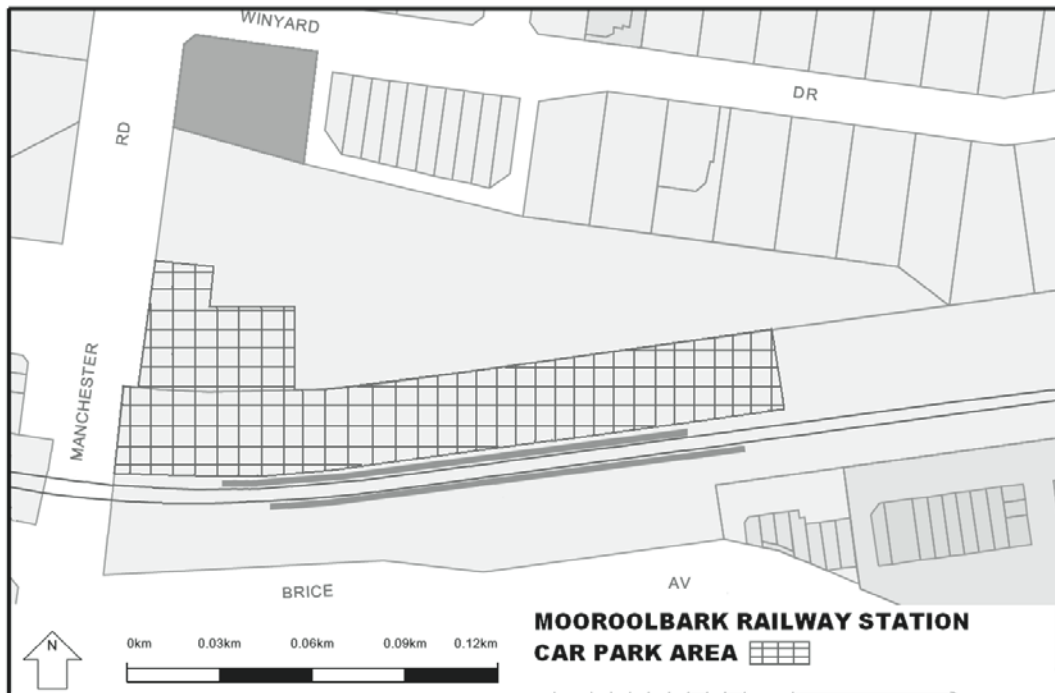 WINYARD
DR
RD
MANCHESTER
BRICE
AV
N
0km 0.03km 0.06km 0.09km 0.12km
MOOROOLBARK RAILWAY STATION
CAR PARK AREA